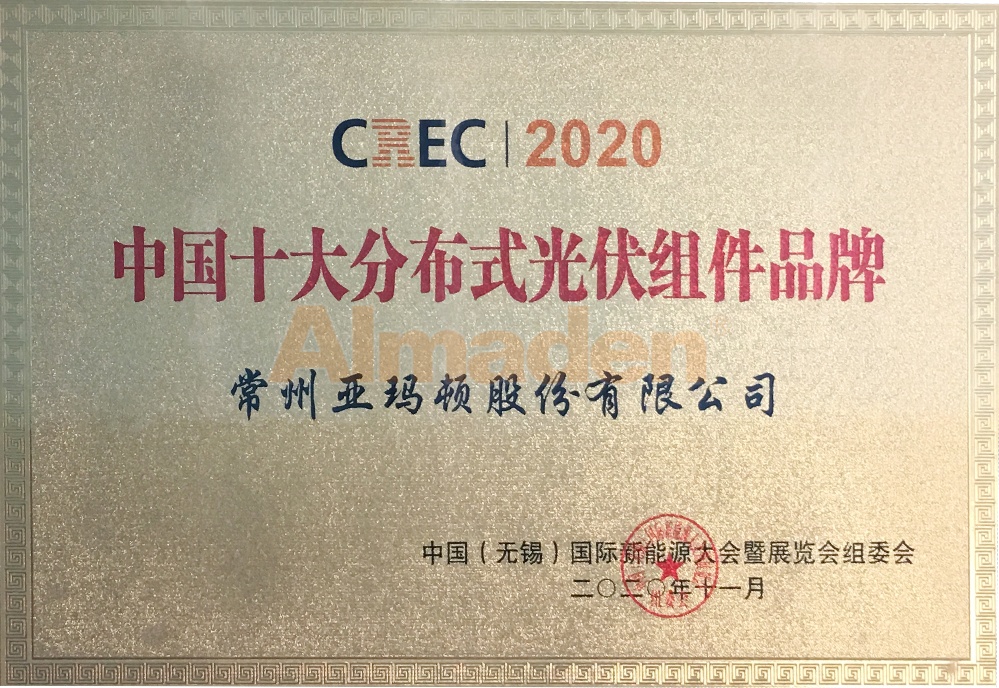 CREC | 2020
中国十大分布式光伏组件品牌
Almaden
常州亚玛顿股份有限公司
中国（无锡）国际新能源大会暨展览会组委会
二〇二〇年十一月